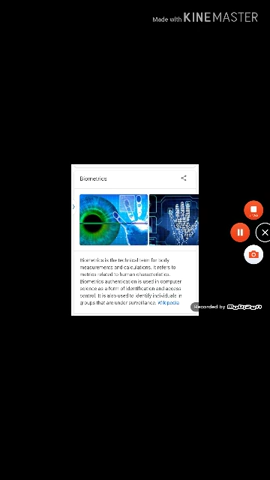 Made with KINEMASTER
Biometrics
Biometrics is the technical term for body
measurements and calculations. It refers to
metrics related to human characteristics.
Biometrics authentication is used in computer
science as a form of identification and access
control. It is also used to identify individuals in
groups that are under surveillance. Wikipedia
Recorded by